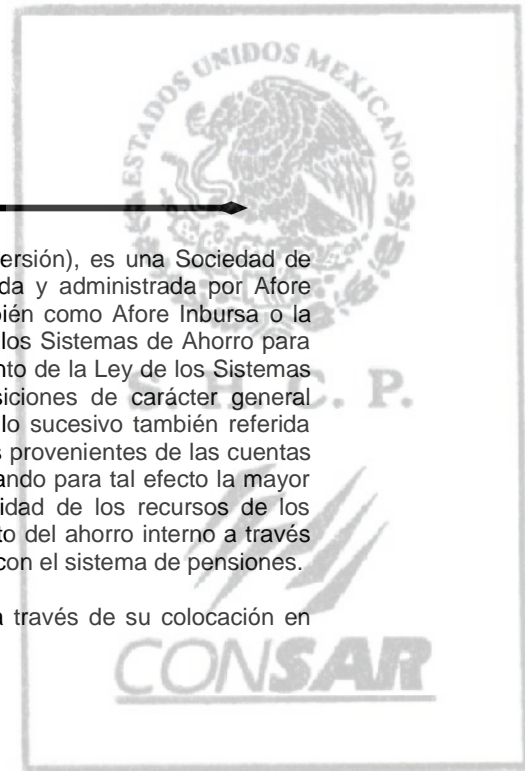 ESTADOS UNIDOS MEXICANOS
ersión), es una Sociedad de
da y administrada por Afore
bién como Afore Inbursa o la
los Sistemas de Ahorro para
nto de la Ley de los Sistemas
siciones de carácter general
lo sucesivo también referida
s provenientes de las cuentas
ando para tal efecto la mayor
idad de los recursos de los
to del ahorro interno a través
con el sistema de pensiones.
S. H. C. P.
a través de su colocación en
CONSAR